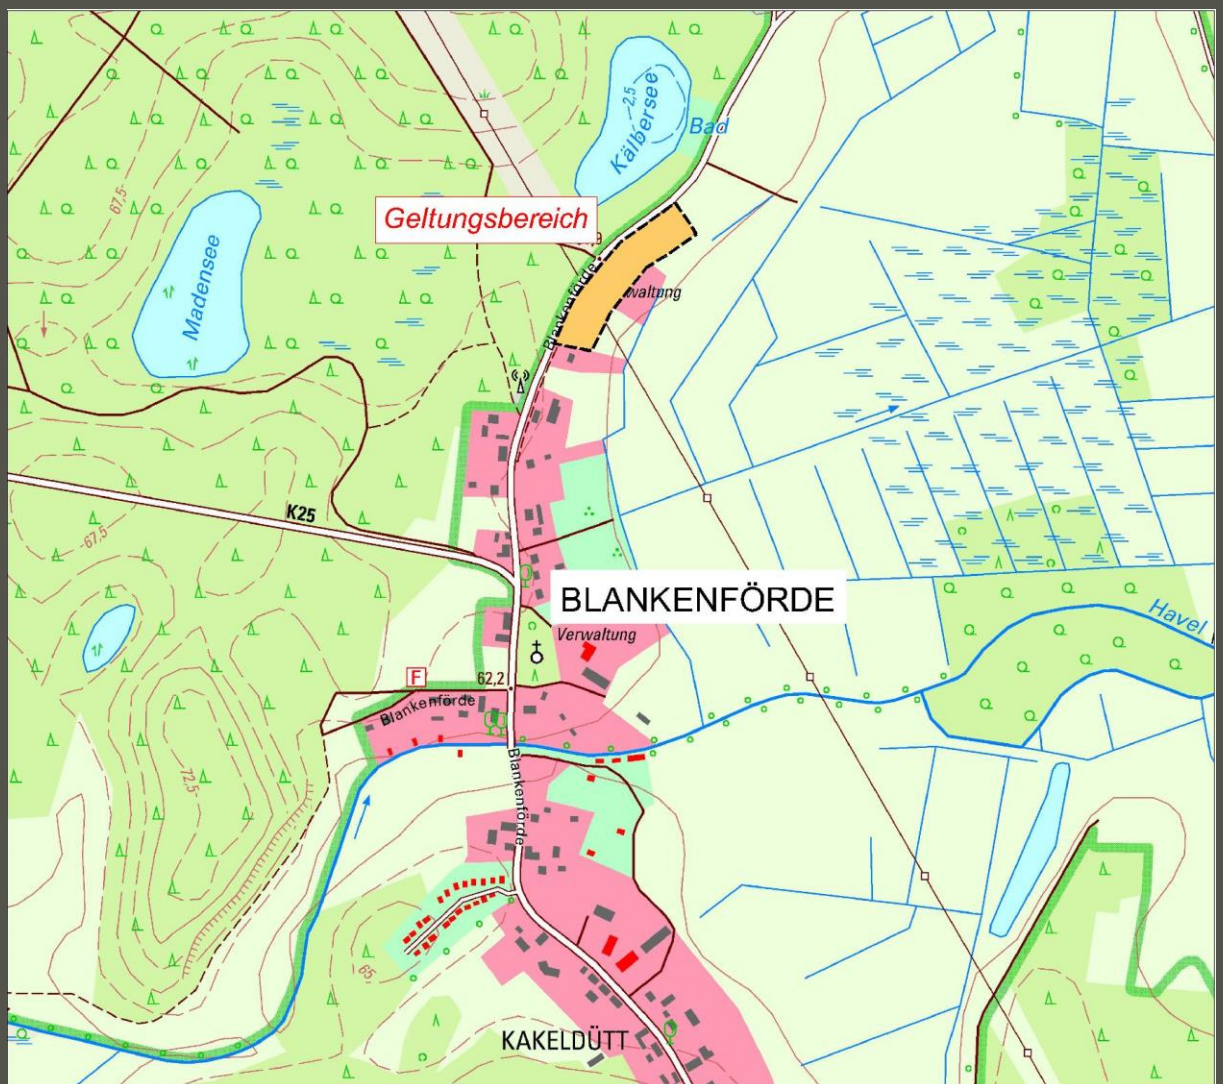 2,5
Kälbersee
Bad
67,5
Geltungsbereich
Madensee
Blankenförde
waltung
K25
67,5
BLANKENFÖRDE
Havel
Verwaltung
F
62,2
Blankenförde
Blankenförde
72,5
65
KAKELDÜTT